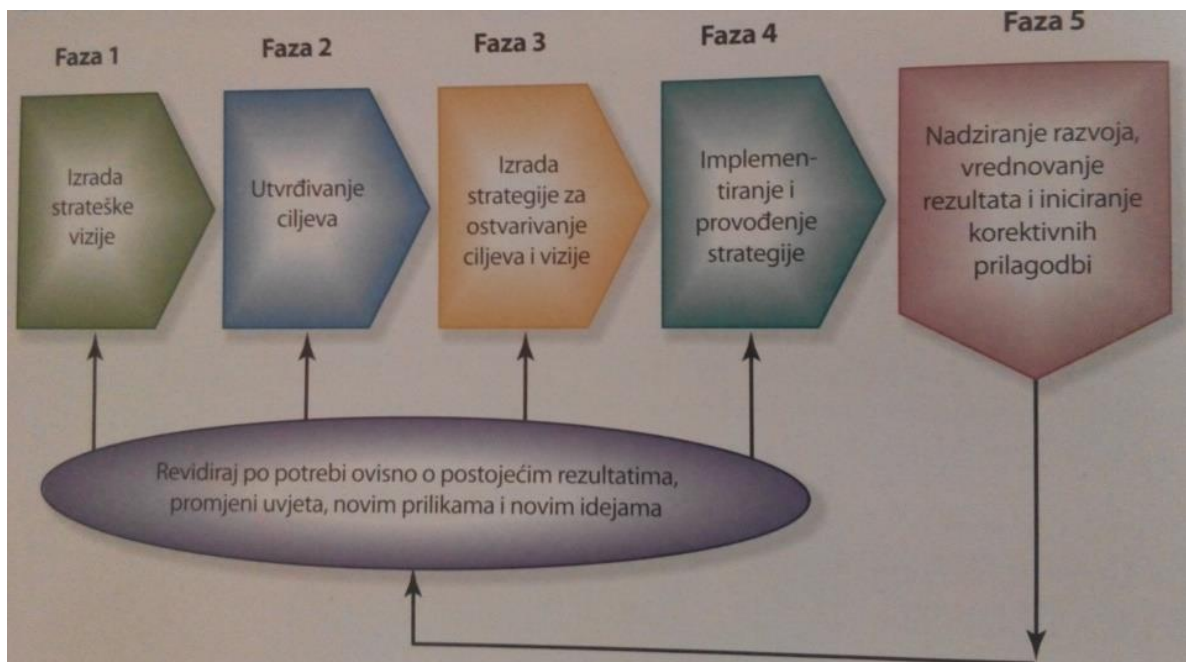 Faza 1
Faza 2
Faza 3
Faza 4
Faza 5
Izrada
strateške
vizije
Utvrđivanje
ciljeva
Izrada
strategije za
ostvarivanje
ciljeva i vizije
Implemen-
tiranje i
provođenje
strategije
Nadziranje razvoja,
vrednovanje
rezultata i iniciranje
korektivnih
prilagodbi
Revidiraj po potrebi ovisno o postojećim rezultatima,
promjeni uvjeta, novim prilikama i novim idejama